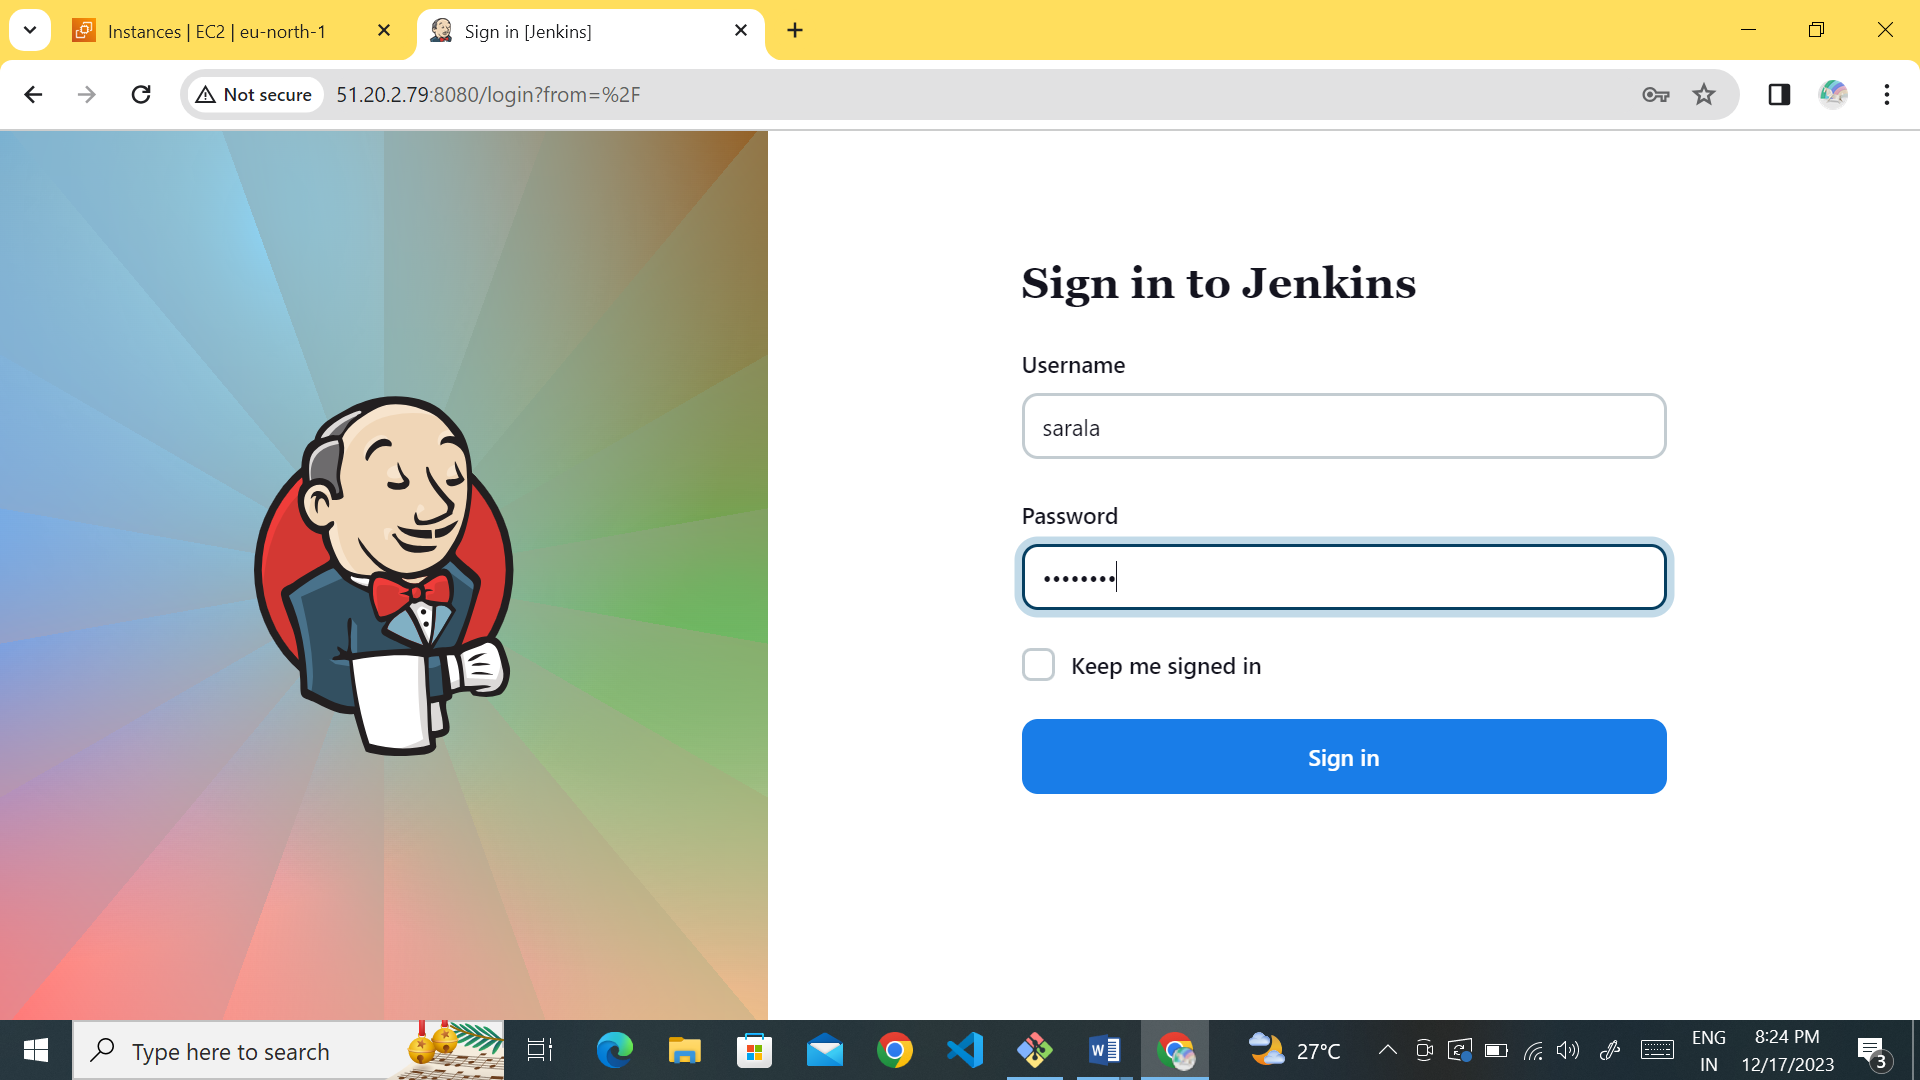 Instances | EC2 | eu-north-1
Sign in [Jenkins]
Not secure
51.20.2.79:8080/login?from=%2F
Sign in to Jenkins
Username
sarala
Password
••••••••
Keep me signed in
Sign in
Type here to search
27°C
ENG
IN
8:24 PM
12/17/2023
3